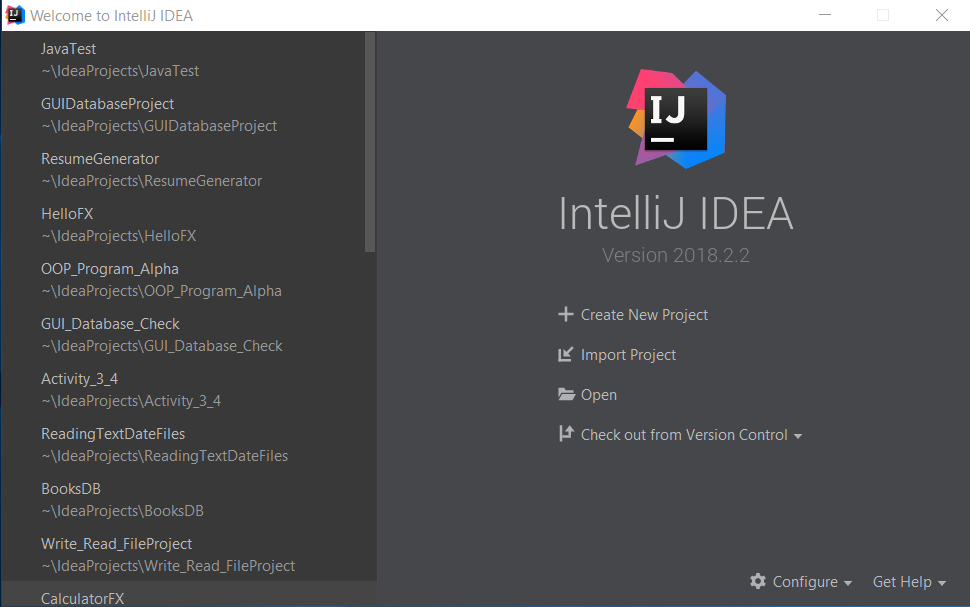 IJ
Welcome to IntelliJ IDEA
JavaTest
~\IdeaProjects\JavaTest
GUIDatabaseProject
~\IdeaProjects\GUIDatabaseProject
ResumeGenerator
~\IdeaProjects\ResumeGenerator
HelloFX
~\IdeaProjects\HelloFX
OOP_Program_Alpha
~\IdeaProjects\OOP_Program_Alpha
GUI_Database_Check
~\IdeaProjects\GUI_Database_Check
Activity_3_4
~\IdeaProjects\Activity_3_4
ReadingTextDateFiles
~\IdeaProjects\ReadingTextDateFiles
BooksDB
~\IdeaProjects\BooksDB
Write_Read_FileProject
~\IdeaProjects\Write_Read_FileProject
CalculatorFX
IJ
IntelliJ IDEA
Version 2018.2.2
Create New Project
Import Project
Open
Check out from Version Control
Configure
Get Help